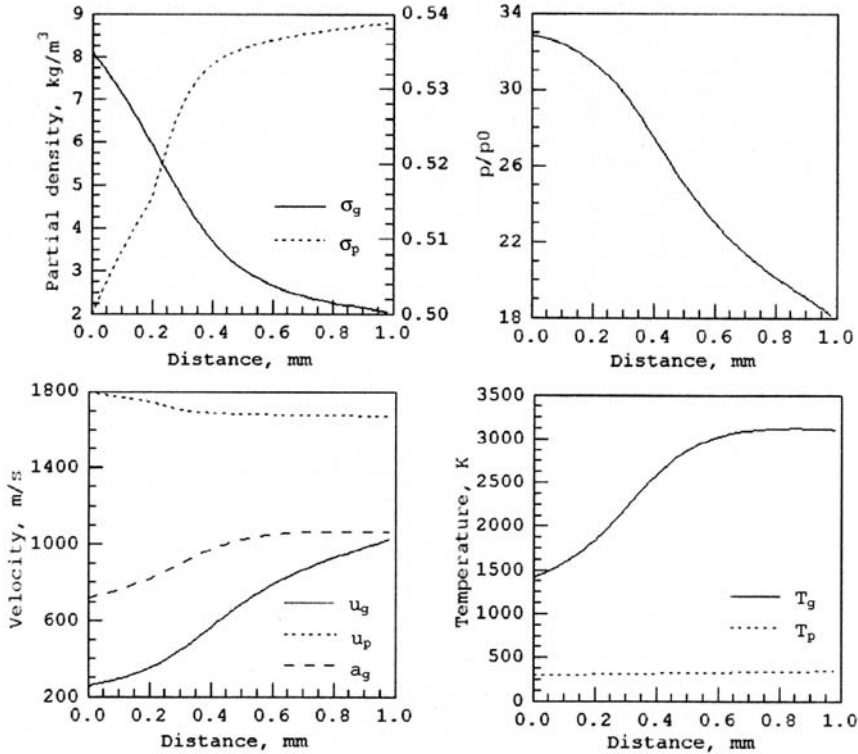 9
8
7
6
5
4
3
2
Partial density, kg/m³
0.54
0.53
0.52
0.51
0.50
σg
σp
0.0 0.2 0.4 0.6 0.8 1.0
Distance, mm
34
30
26
22
18
p/p0
0.0 0.2 0.4 0.6 0.8 1.0
Distance, mm
1800
1400
1000
600
200
Velocity, m/s
ug
up
ag
0.0 0.2 0.4 0.6 0.8 1.0
Distance, mm
3500
3000
2500
2000
1500
1000
500
0
Temperature, K
Tg
Tp
0.0 0.2 0.4 0.6 0.8 1.0
Distance, mm